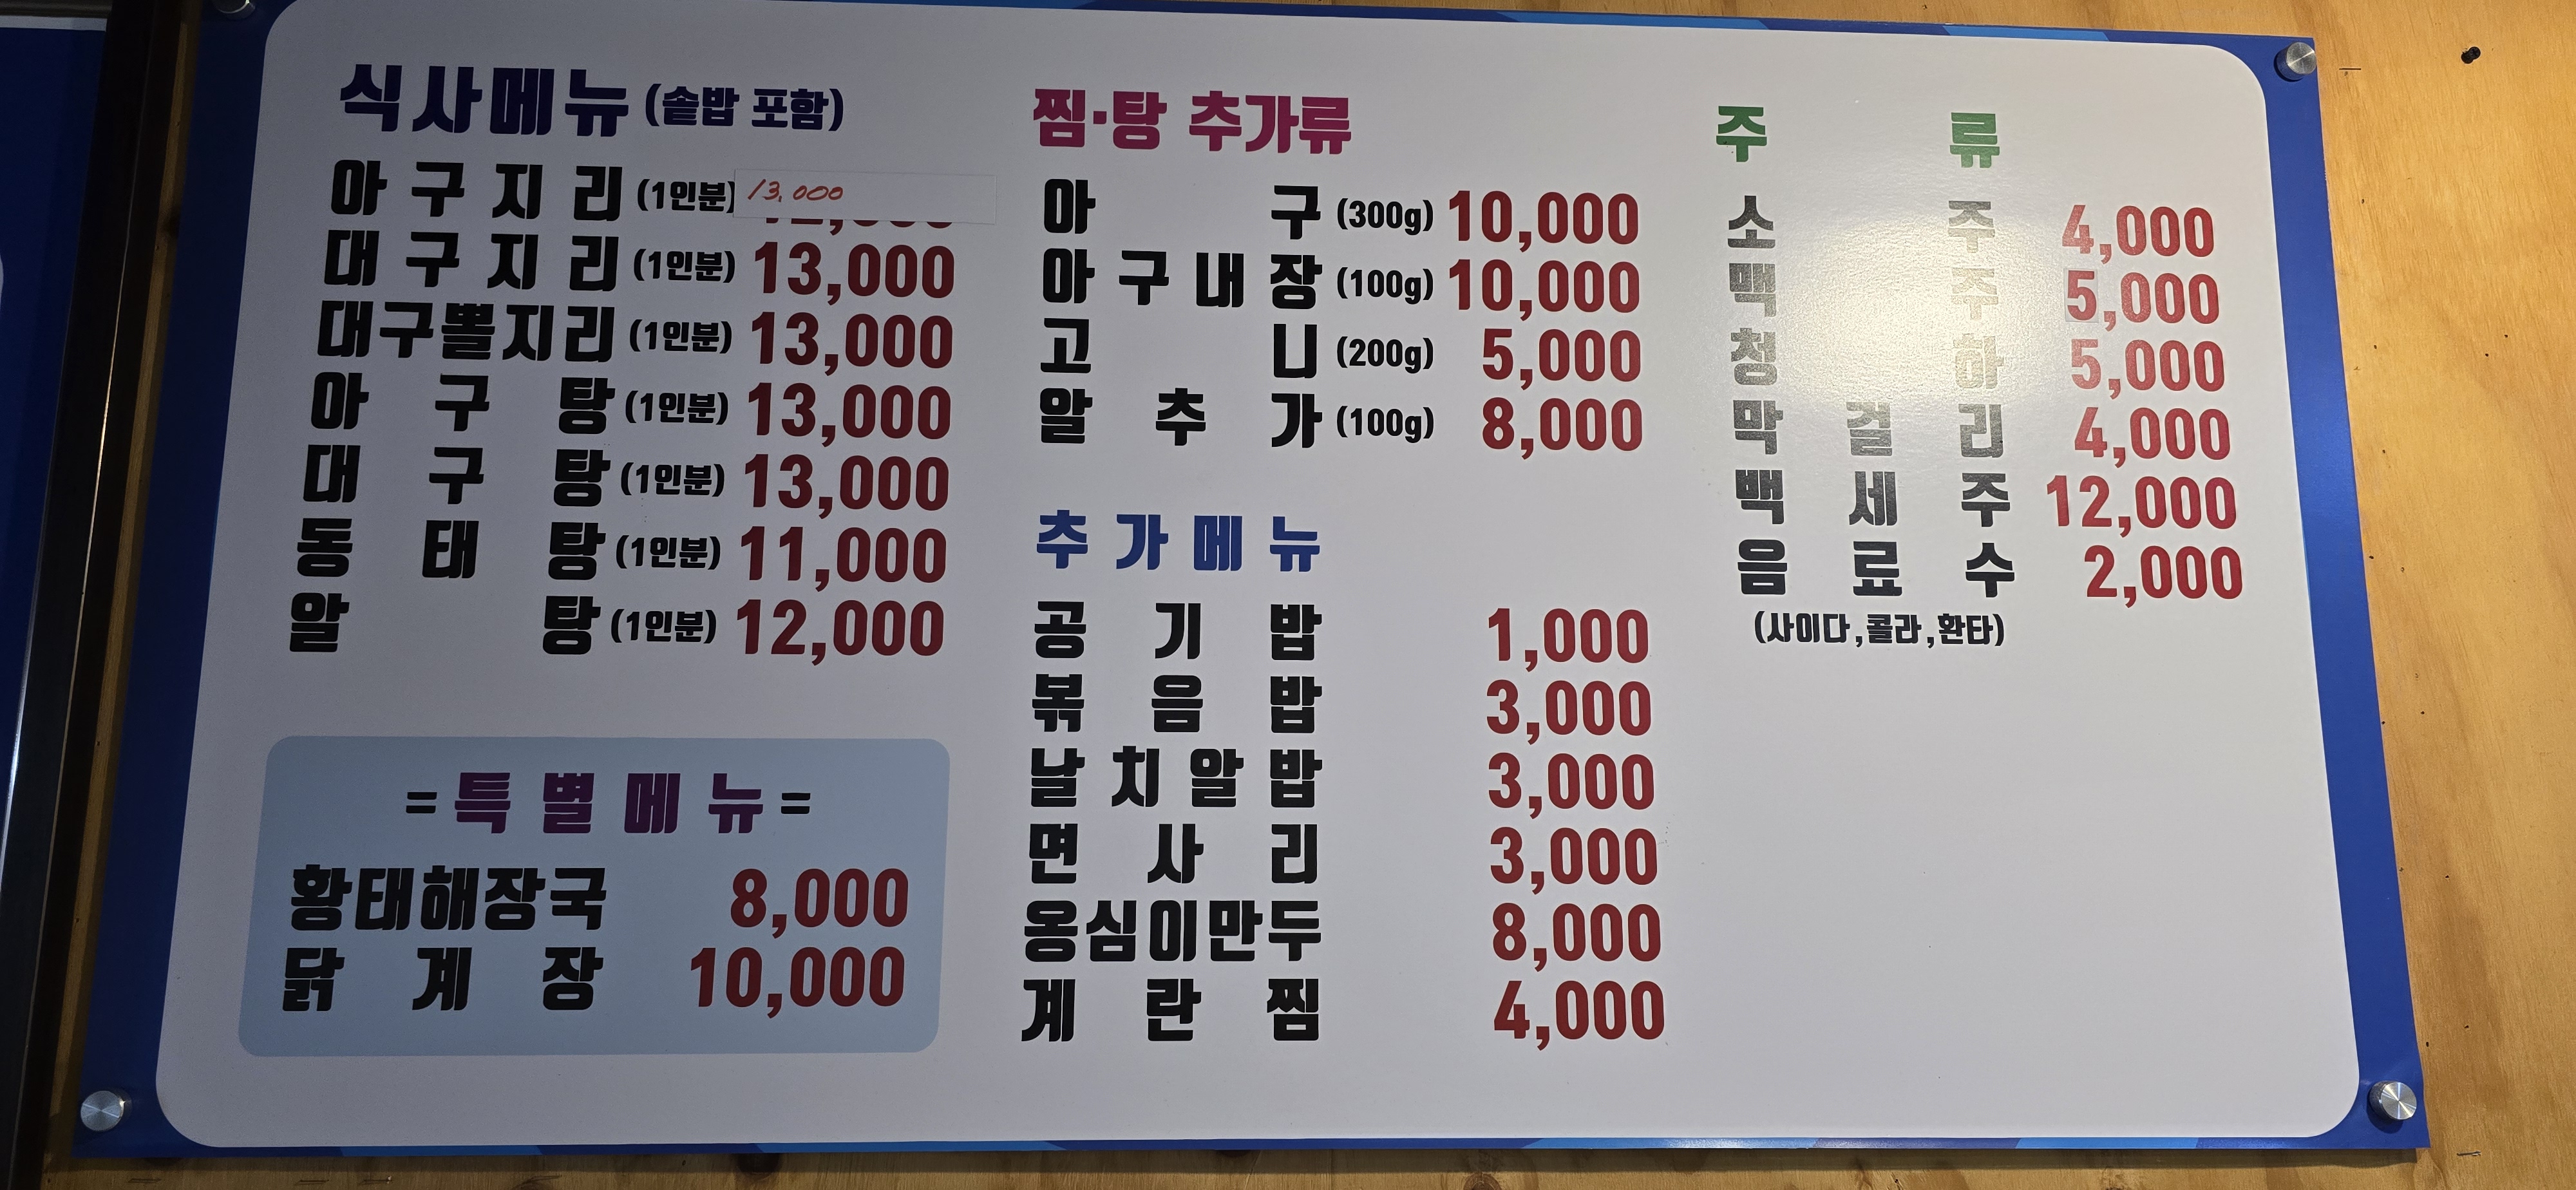 식사메뉴 (솥밥 포함)
아구지리 (1인분) 13,000
대구지리 (1인분) 13,000
대구뽈지리 (1인분) 13,000
아구탕 (1인분) 13,000
대구탕 (1인분) 13,000
동태탕 (1인분) 11,000
알탕 (1인분) 12,000
= 특별메뉴 =
황태해장국 8,000
닭계장 10,000
찜·탕 추가류
아구 (300g) 10,000
아구내장 (100g) 10,000
고니 (200g) 5,000
알추가 (100g) 8,000
추가메뉴
공기밥 1,000
볶음밥 3,000
날치알밥 3,000
면사리 3,000
옹심이만두 8,000
계란찜 4,000
주류
소주 4,000
맥주 5,000
청하 5,000
막걸리 4,000
백세주 12,000
음료수 2,000
(사이다,콜라,환타)